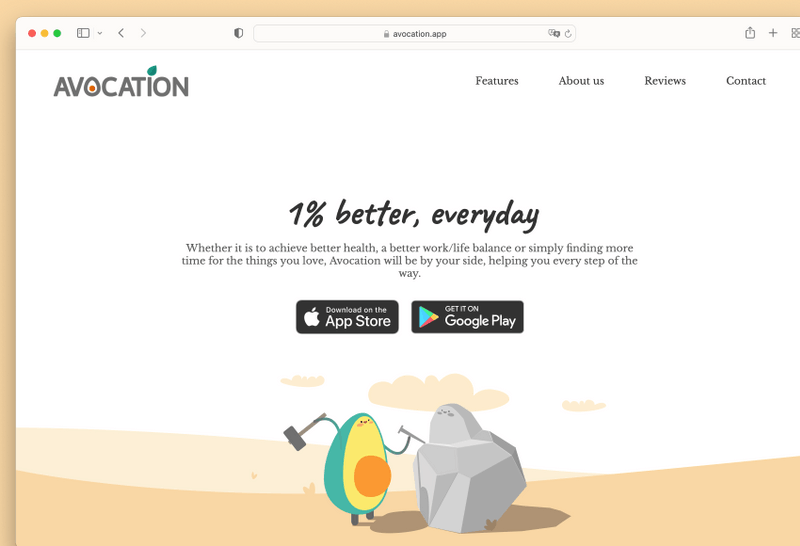 avocation.app
AVOCATION
Features
About us
Reviews
Contact
1% better, everyday
Whether it is to achieve better health, a better work/life balance or simply finding more
time for the things you love, Avocation will be by your side, helping you every step of the
way.
Download on the
App Store
GET IT ON
Google Play